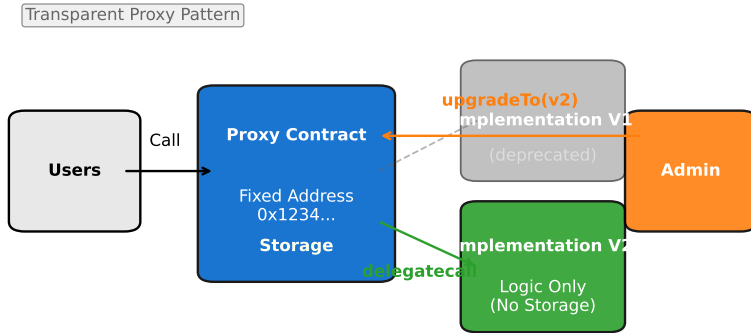 Transparent Proxy Pattern
Users
Call
Proxy Contract
Fixed Address
0x1234...
Storage
upgradeTo(v2)
mplementation V1
(deprecated)
Admin
delegatecall
mplementation V2
Logic Only
(No Storage)